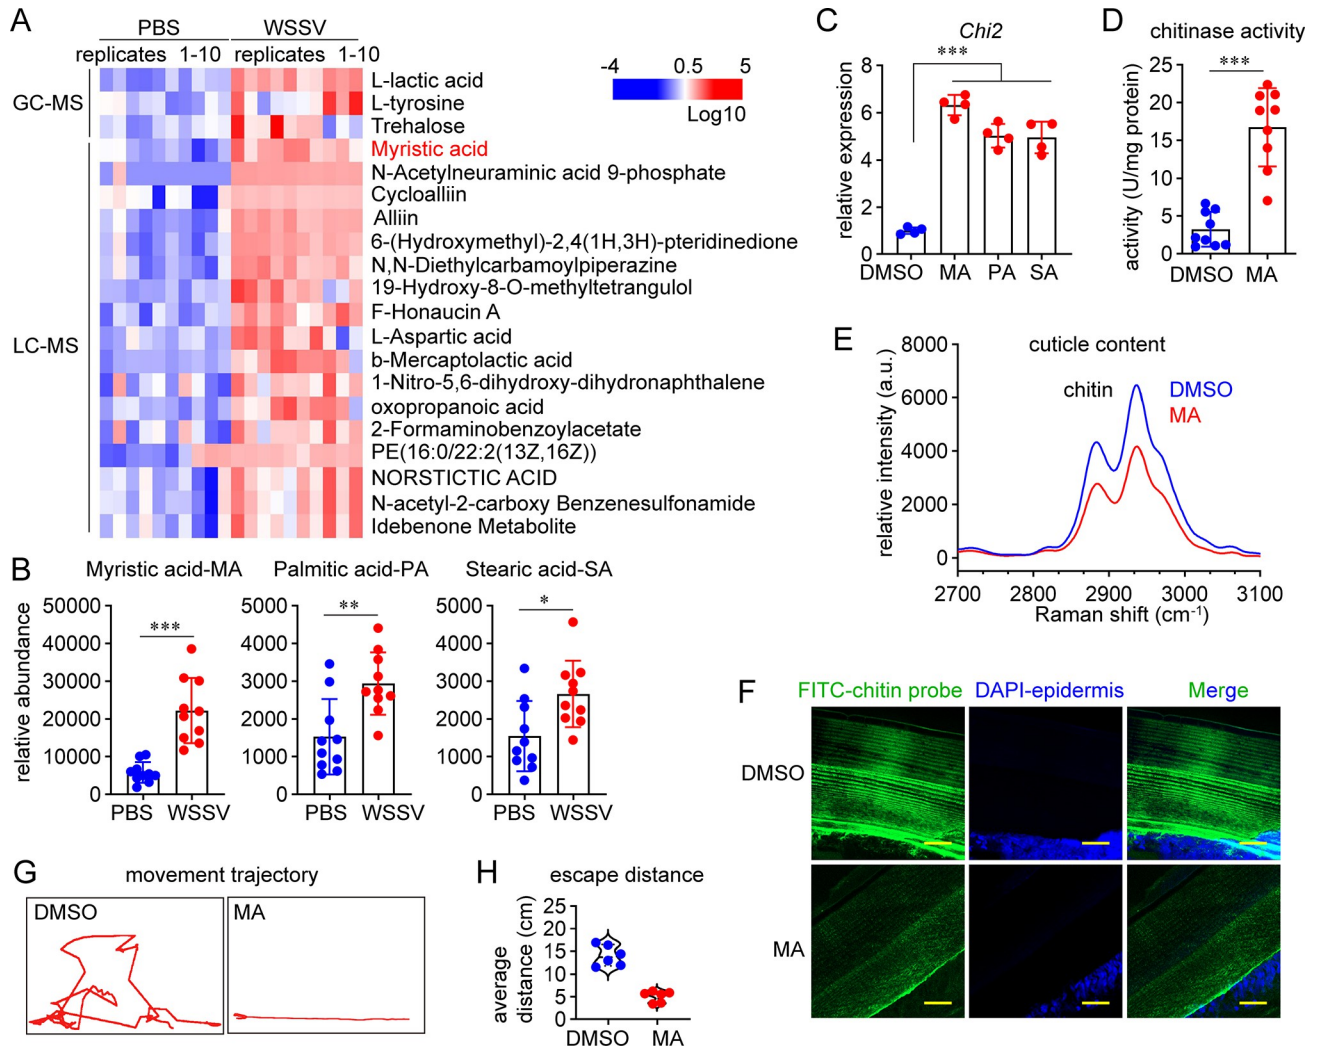 A
PBS WSSV
replicates 1-10 replicates 1-10
GC-MS
LC-MS
L-lactic acid
L-tyrosine
Trehalose
Myristic acid
N-Acetylneuraminic acid 9-phosphate
Cycloalliin
Alliin
6-(Hydroxymethyl)-2,4(1H,3H)-pteridinedione
N,N-Diethylcarbamoylpiperazine
19-Hydroxy-8-O-methyltetrangulol
F-Honaucin A
L-Aspartic acid
b-Mercaptolactic acid
1-Nitro-5,6-dihydroxy-dihydronaphthalene
oxopropanoic acid
2-Formaminobenzoylacetate
PE(16:0/22:2(13Z,16Z))
NORSTICTIC ACID
N-acetyl-2-carboxy Benzenesulfonamide
Idebenone Metabolite
-4 0.5 5
Log10
B
Myristic acid-MA
relative abundance
50000
40000
30000
20000
10000
0
***
PBS WSSV
Palmitic acid-PA
5000
4000
3000
2000
1000
0
**
PBS WSSV
Stearic acid-SA
5000
4000
3000
2000
1000
0
*
PBS WSSV
C
Chi2
***
relative expression
8
6
4
2
0
DMSO MA PA SA
D
chitinase activity
***
activity (U/mg protein)
25
20
15
10
5
0
DMSO MA
E
cuticle content
chitin
DMSO
MA
relative intensity (a.u.)
8000
6000
4000
2000
0
2700 2800 2900 3000 3100
Raman shift (cm-1)
F
FITC-chitin probe DAPI-epidermis Merge
DMSO
MA
G
movement trajectory
DMSO MA
H
escape distance
average
distance (cm)
25
20
15
10
5
0
DMSO MA